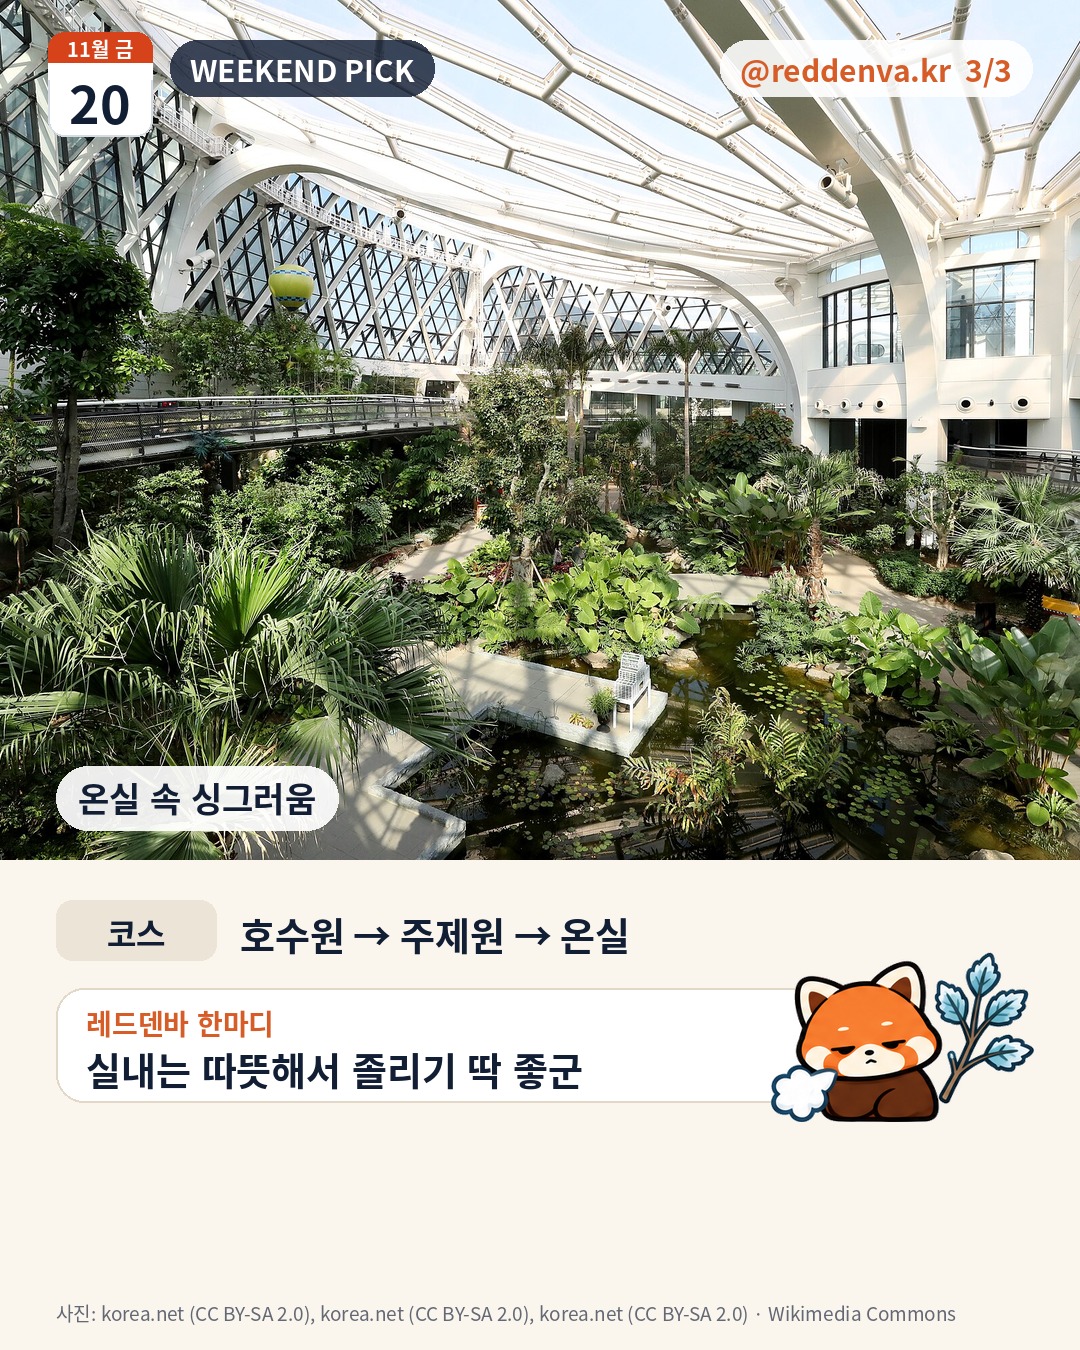 11월 금
20
WEEKEND PICK
@reddenva.kr 3/3
온실 속 싱그러움
코스
호수원 → 주제원 → 온실
레드덴바 한마디
실내는 따뜻해서 졸리기 딱 좋군
사진: korea.net (CC BY-SA 2.0), korea.net (CC BY-SA 2.0), korea.net (CC BY-SA 2.0) · Wikimedia Commons